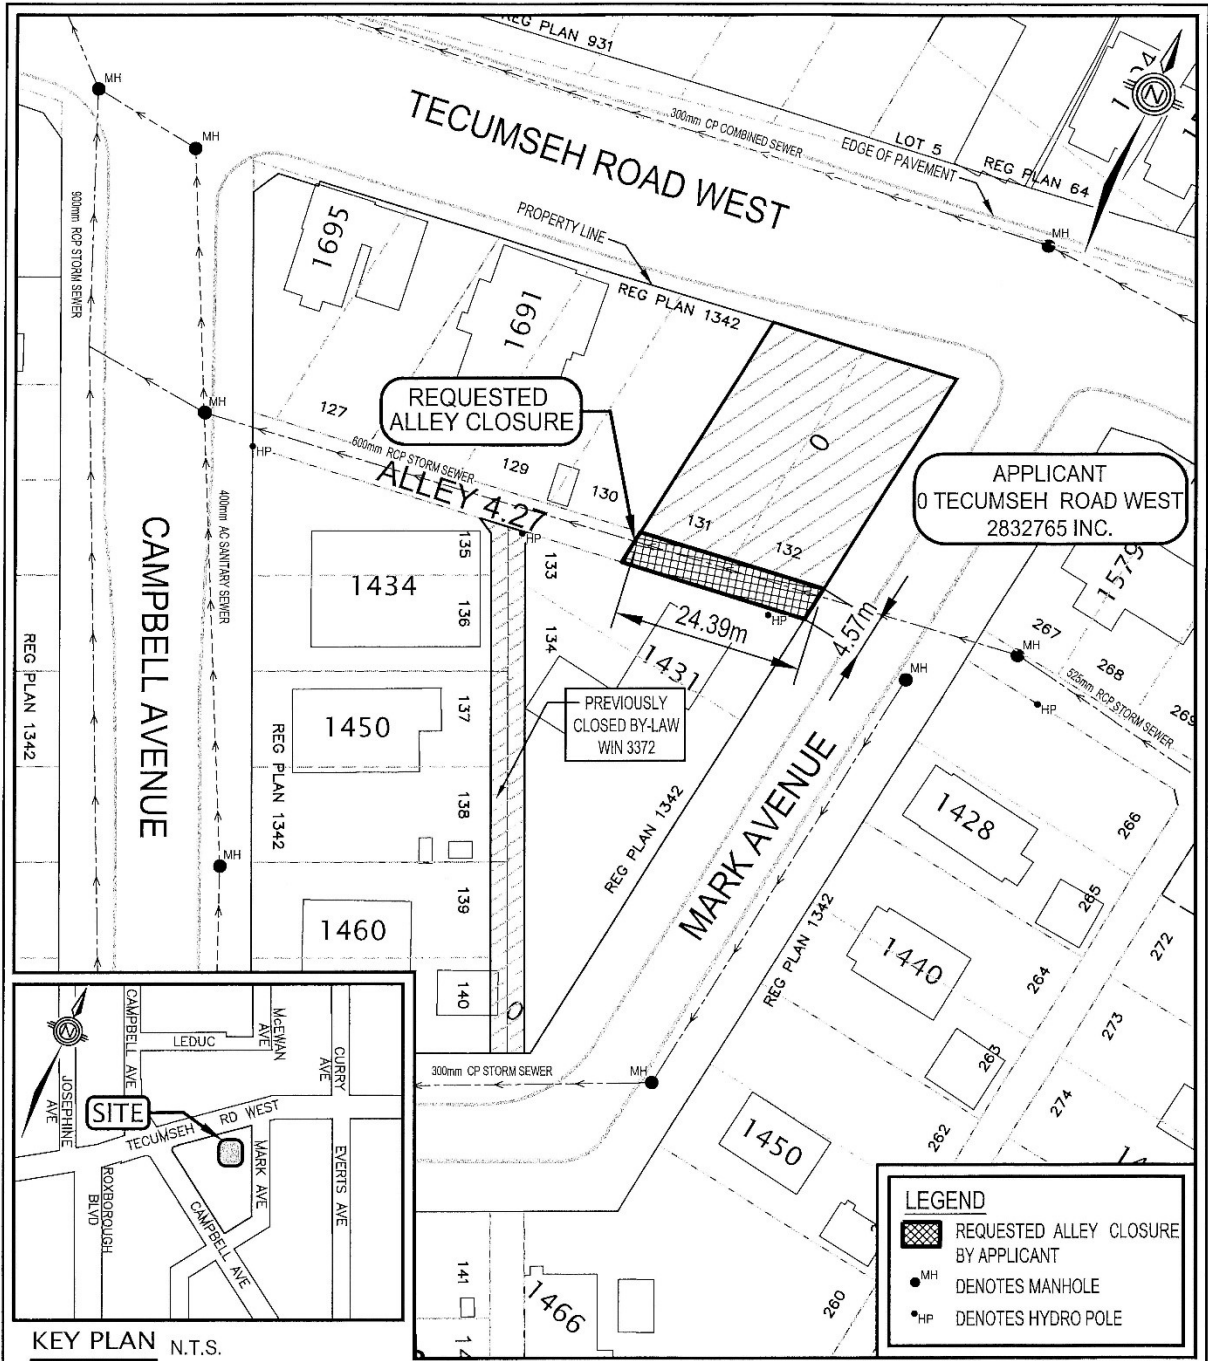 REG PLAN 931
TECUMSEH ROAD WEST
300mm CP COMBINED SEWER
LOT 5
REG PLAN 64
EDGE OF PAVEMENT
N
MH
MH
MH
PROPERTY LINE
REG PLAN 1342
1695
1691
900mm RCP STORM SEWER
REQUESTED
ALLEY CLOSURE
127
129
130
131
132
0
MH
HP
600mm RCP STORM SEWER
ALLEY 4.27
HP
APPLICANT
0 TECUMSEH ROAD WEST
2832765 INC.
1579
400mm AC SANITARY SEWER
CAMPBELL AVENUE
REG PLAN 1342
REG PLAN 1342
1434
135
136
133
134
24.39m
4.57m
HP
1431
PREVIOUSLY
CLOSED BY-LAW
WIN 3372
1450
137
138
139
140
0
1460
MH
MH
MH
267
268
269
HP
525mm RCP STORM SEWER
MARK AVENUE
REG PLAN 1342
REG PLAN 1342
1428
266
265
1440
264
263
262
272
273
274
1450
260
300mm CP STORM SEWER
MH
141
1466
N
CAMPBELL AVE
McEWAN
AVE
LEDUC
CURRY
AVE
JOSEPHINE
AVE
SITE
TECUMSEH RD WEST
MARK AVE
EVERTS AVE
ROXBOROUGH
BLVD
CAMPBELL AVE
KEY PLAN N.T.S.
LEGEND
REQUESTED ALLEY CLOSURE
BY APPLICANT
MH DENOTES MANHOLE
HP DENOTES HYDRO POLE